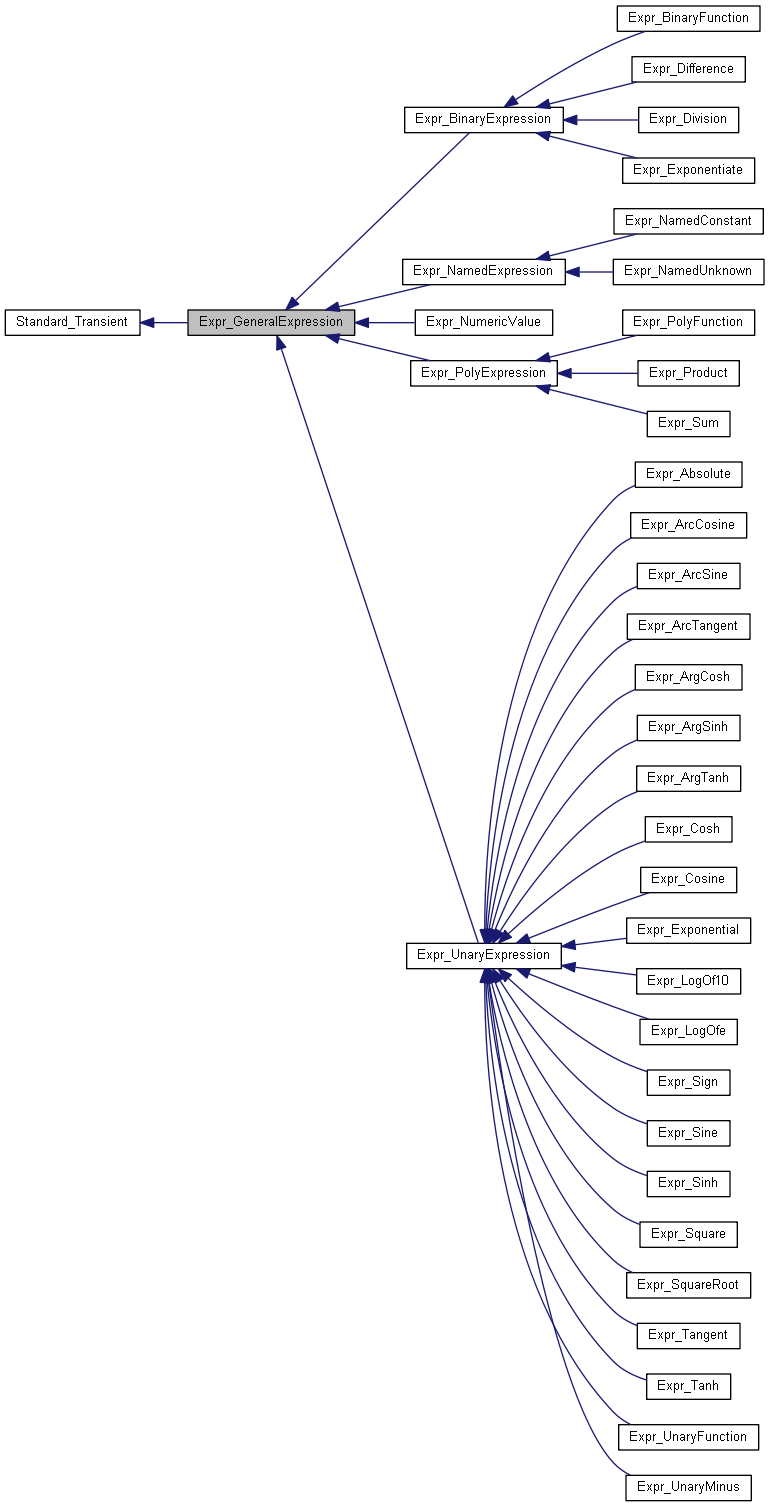 Expr_BinaryFunction
Expr_Difference
Expr_BinaryExpression
Expr_Division
Expr_Exponentiate
Expr_NamedConstant
Expr_NamedExpression
Expr_NamedUnknown
Standard_Transient
Expr_GeneralExpression
Expr_NumericValue
Expr_PolyFunction
Expr_PolyExpression
Expr_Product
Expr_Sum
Expr_Absolute
Expr_ArcCosine
Expr_ArcSine
Expr_ArcTangent
Expr_ArgCosh
Expr_ArgSinh
Expr_ArgTanh
Expr_Cosh
Expr_Cosine
Expr_Exponential
Expr_UnaryExpression
Expr_LogOf10
Expr_LogOfe
Expr_Sign
Expr_Sine
Expr_Sinh
Expr_Square
Expr_SquareRoot
Expr_Tangent
Expr_Tanh
Expr_UnaryFunction
Expr_UnaryMinus